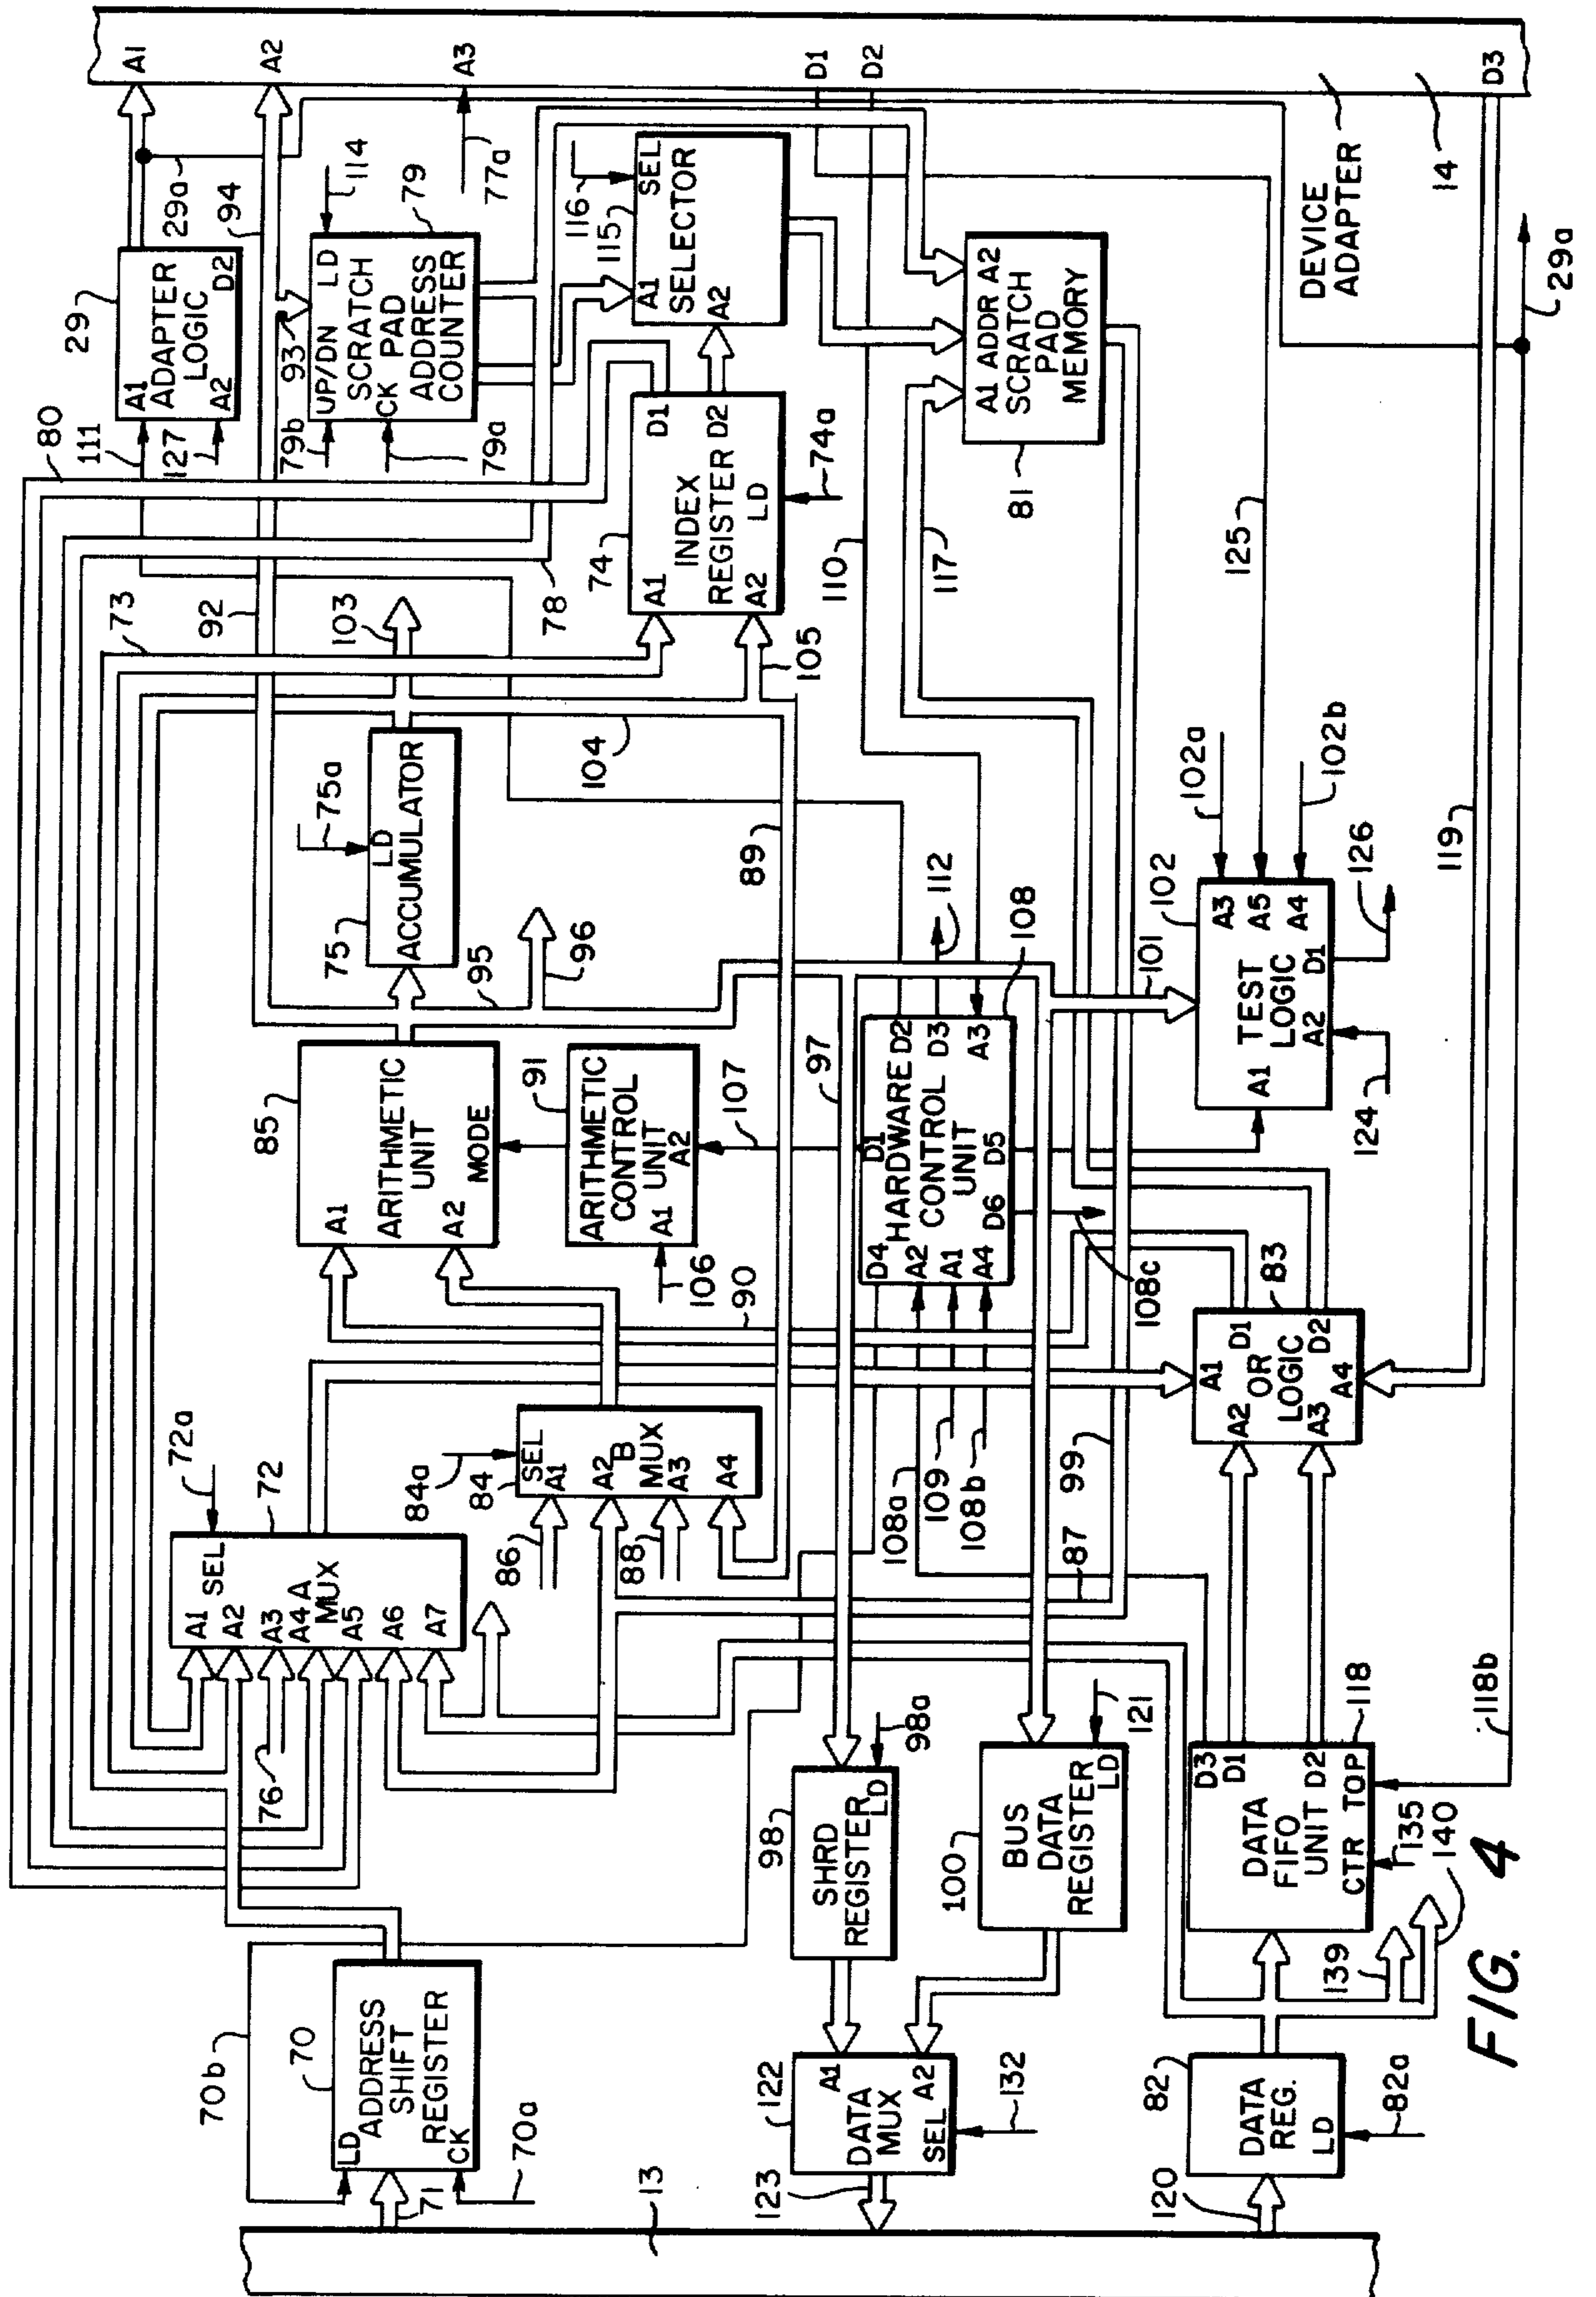 13
70b
70
LD
ADDRESS
SHIFT
REGISTER
CK
71
70a
72a
72
SEL
A1
A2
A3
A4 A
MUX
A5
A6
A7
76
84a
84
SEL
A1
A2
B
MUX
A3
A4
86
88
85
A1
ARITHMETIC
UNIT
A2
MODE
91
ARITHMETIC
CONTROL
UNIT
A1
A2
106
107
90
75
75a
LD
ACCUMULATOR
95
96
92
103
73
104
89
105
78
80
111
127
29
A1
ADAPTER
LOGIC
A2
D2
29a
94
93
79b
UP/DN
LD
SCRATCH
PAD
CK
ADDRESS
COUNTER
79
79a
114
77a
74
A1
D1
INDEX
REGISTER
D2
A2
LD
74a
116
115
SEL
A1
SELECTOR
A2
A1 ADDR A2
SCRATCH
PAD
MEMORY
81
110
117
125
A1
A2
A3
D1
D2
D3
DEVICE
ADAPTER
14
29a
98
SHRD
REGISTER
LD
98a
97
100
BUS
DATA
REGISTER
LD
121
122
A1
DATA
MUX
A2
SEL
123
132
82
DATA
REG.
LD
82a
120
139
140
135
118
D3
D1
DATA
FIFO
UNIT
D2
CTR
TOP
118b
87
99
108a
109
108b
108c
D4
D1
D2
HARDWARE
CONTROL
UNIT
A2
A1
A4
D3
A3
D6
D5
108
112
101
83
A1
A2
D1
OR
LOGIC
A3
D2
A4
119
102
102a
102b
A3
A5
A4
TEST
LOGIC
A1
A2
D1
124
126
FIG. 4